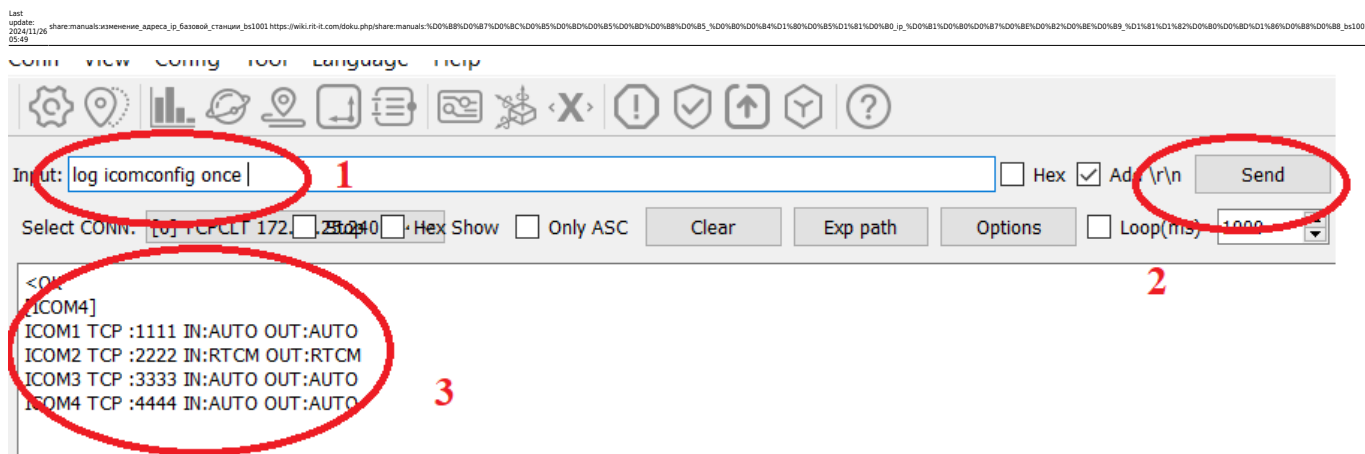 Last
update:
2024/11/26
05:49
share:manuals:изменение_адреса_ip_базовой_станции_bs1001 https://wiki.rit-it.com/doku.php/share:manuals:%D0%B8%D0%B7%D0%BC%D0%B5%D0%BD%D0%B5%D0%BD%D0%B8%D0%B5_%D0%B0%D0%B4%D1%80%D0%B5%D1%81%D0%B0_ip_%D0%B1%D0%B0%D0%B7%D0%BE%D0%B2%D0%BE%D0%B9_%D1%81%D1%82%D0%B0%D0%BD%D1%86%D0%B8%D0%B8_bs100
Conn View Config Tool Language Help
Input: log icomconfig once 1 Hex Add \r\n Send
Select CONN: [0] TCPCLT 172. Stop Hex Show Only ASC Clear Exp path Options Loop(ms) 1000
2
<OK
[ICOM4]
ICOM1 TCP :1111 IN:AUTO OUT:AUTO
ICOM2 TCP :2222 IN:RTCM OUT:RTCM
ICOM3 TCP :3333 IN:AUTO OUT:AUTO
ICOM4 TCP :4444 IN:AUTO OUT:AUTO
3